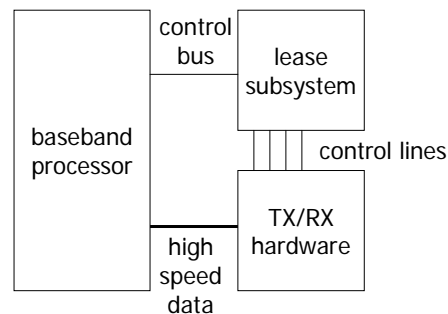 control
bus
lease
subsystem
baseband
processor
control lines
TX/RX
hardware
high
speed
data